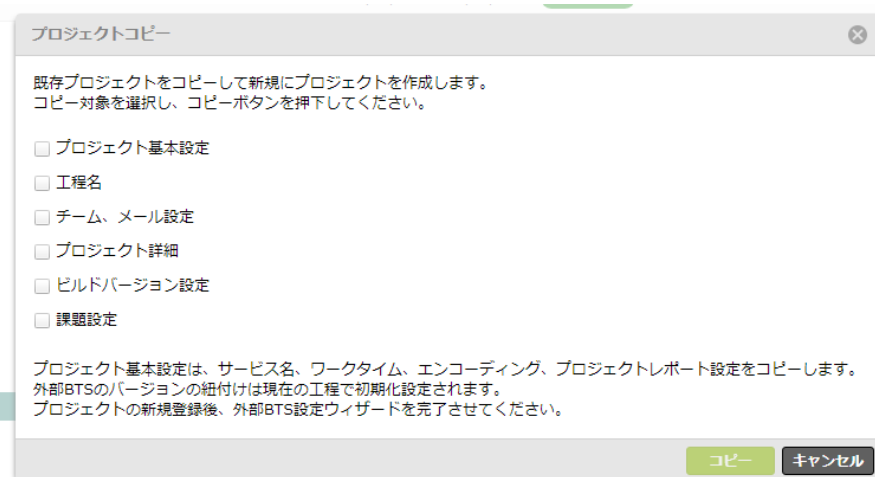 プロジェクトコピー
既存プロジェクトをコピーして新規にプロジェクトを作成します。
コピー対象を選択し、コピーボタンを押下してください。
プロジェクト基本設定
工程名
チーム、メール設定
プロジェクト詳細
ビルドバージョン設定
課題設定
プロジェクト基本設定は、サービス名、ワークタイム、エンコーディング、プロジェクトレポート設定をコピーします。
外部BTSのバージョンの紐付けは現在の工程で初期化設定されます。
プロジェクトの新規登録後、外部BTS設定ウィザードを完了させてください。
コピー キャンセル